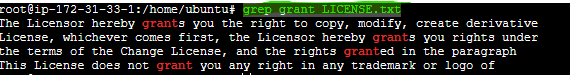 root@ip-172-31-33-1:/home/ubuntu# grep grant LICENSE.txt
The Licensor hereby grants you the right to copy, modify, create derivative
License, whichever comes first, the Licensor hereby grants you rights under
the terms of the Change License, and the rights granted in the paragraph
This License does not grant you any right in any trademark or logo of